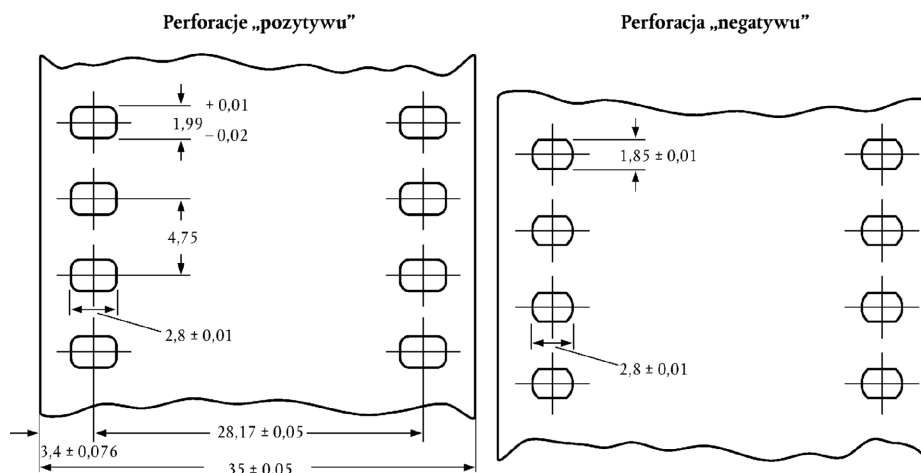 Perforacje „pozytywu”
+ 0,01
1,99
− 0,02
4,75
2,8 ± 0,01
28,17 ± 0,05
3,4 ± 0,076
35 ± 0,05
Perforacja „negatywu”
1,85 ± 0,01
2,8 ± 0,01